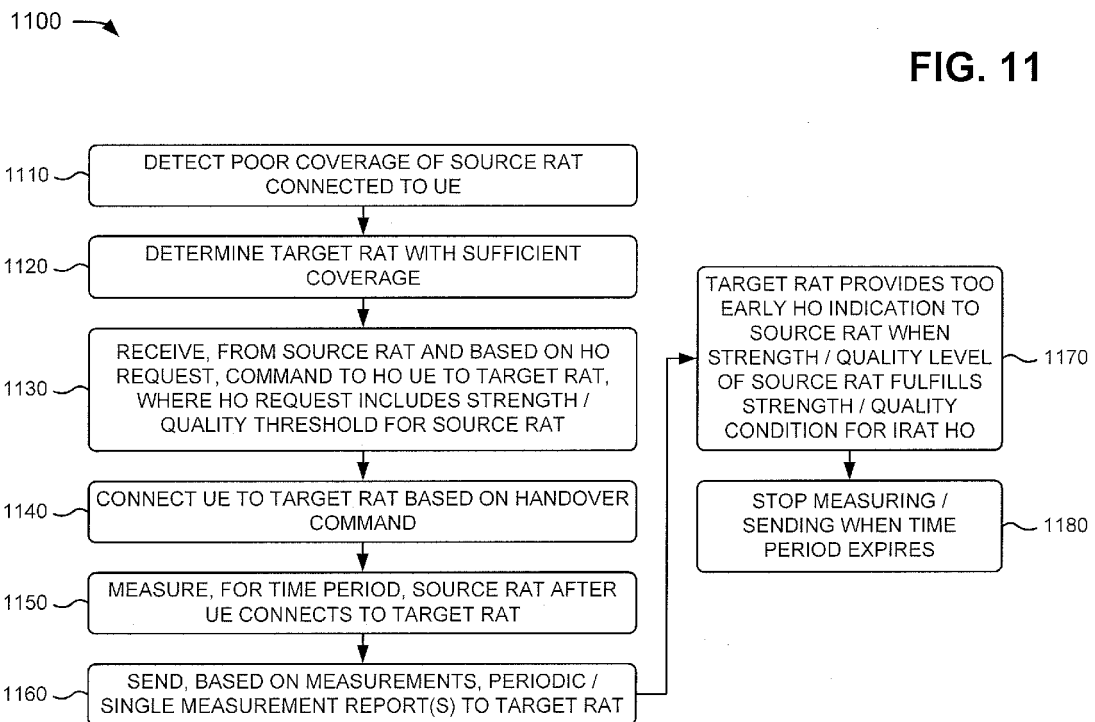 1100
FIG. 11
1110
DETECT POOR COVERAGE OF SOURCE RAT
CONNECTED TO UE
1120
DETERMINE TARGET RAT WITH SUFFICIENT
COVERAGE
1130
RECEIVE, FROM SOURCE RAT AND BASED ON HO
REQUEST, COMMAND TO HO UE TO TARGET RAT,
WHERE HO REQUEST INCLUDES STRENGTH /
QUALITY THRESHOLD FOR SOURCE RAT
1140
CONNECT UE TO TARGET RAT BASED ON HANDOVER
COMMAND
1150
MEASURE, FOR TIME PERIOD, SOURCE RAT AFTER
UE CONNECTS TO TARGET RAT
1160
SEND, BASED ON MEASUREMENTS, PERIODIC /
SINGLE MEASUREMENT REPORT(S) TO TARGET RAT
TARGET RAT PROVIDES TOO
EARLY HO INDICATION TO
SOURCE RAT WHEN
STRENGTH / QUALITY LEVEL
OF SOURCE RAT FULFILLS
STRENGTH / QUALITY
CONDITION FOR IRAT HO
1170
STOP MEASURING /
SENDING WHEN TIME
PERIOD EXPIRES
1180